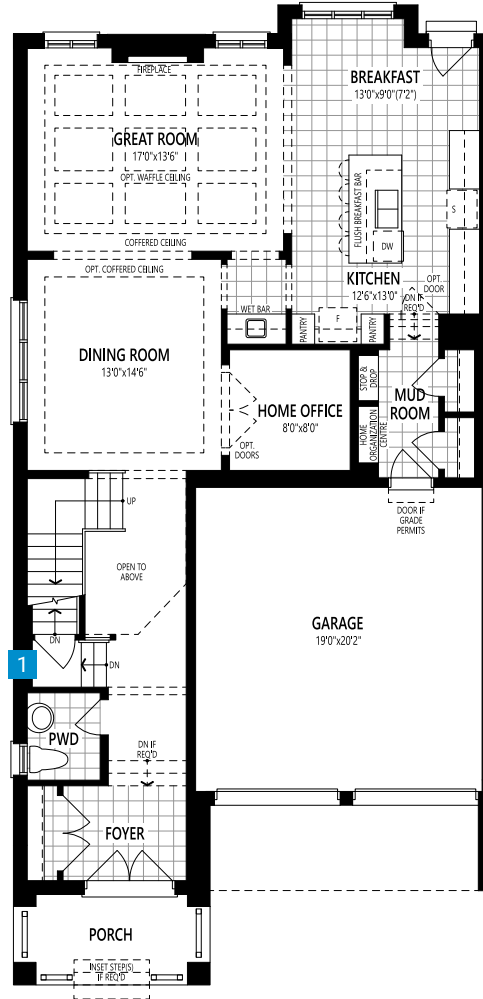 BREAKFAST
13'0"x9'0"(7'2")
FIREPLACE
GREAT ROOM
17'0"x13'6"
OPT. WAFFLE CEILING
COFFERED CEILING
FLUSH BREAKFAST BAR
S
DW
KITCHEN
12'6"x13'0"
OPT.
DOOR
DN IF
REQ'D
OPT. COFFERED CEILING
WET BAR
PANTRY
F
PANTRY
DINING ROOM
13'0"x14'6"
HOME OFFICE
8'0"x8'0"
OPT.
DOORS
STOP &
DROP
MUD
ROOM
HOME
ORGANIZATION
CENTRE
DOOR IF
GRADE
PERMITS
UP
OPEN TO
ABOVE
DN
DN
1
GARAGE
19'0"x20'2"
PWD
DN IF
REQ'D
FOYER
PORCH
INSET STEP(S)
IF REQ'D